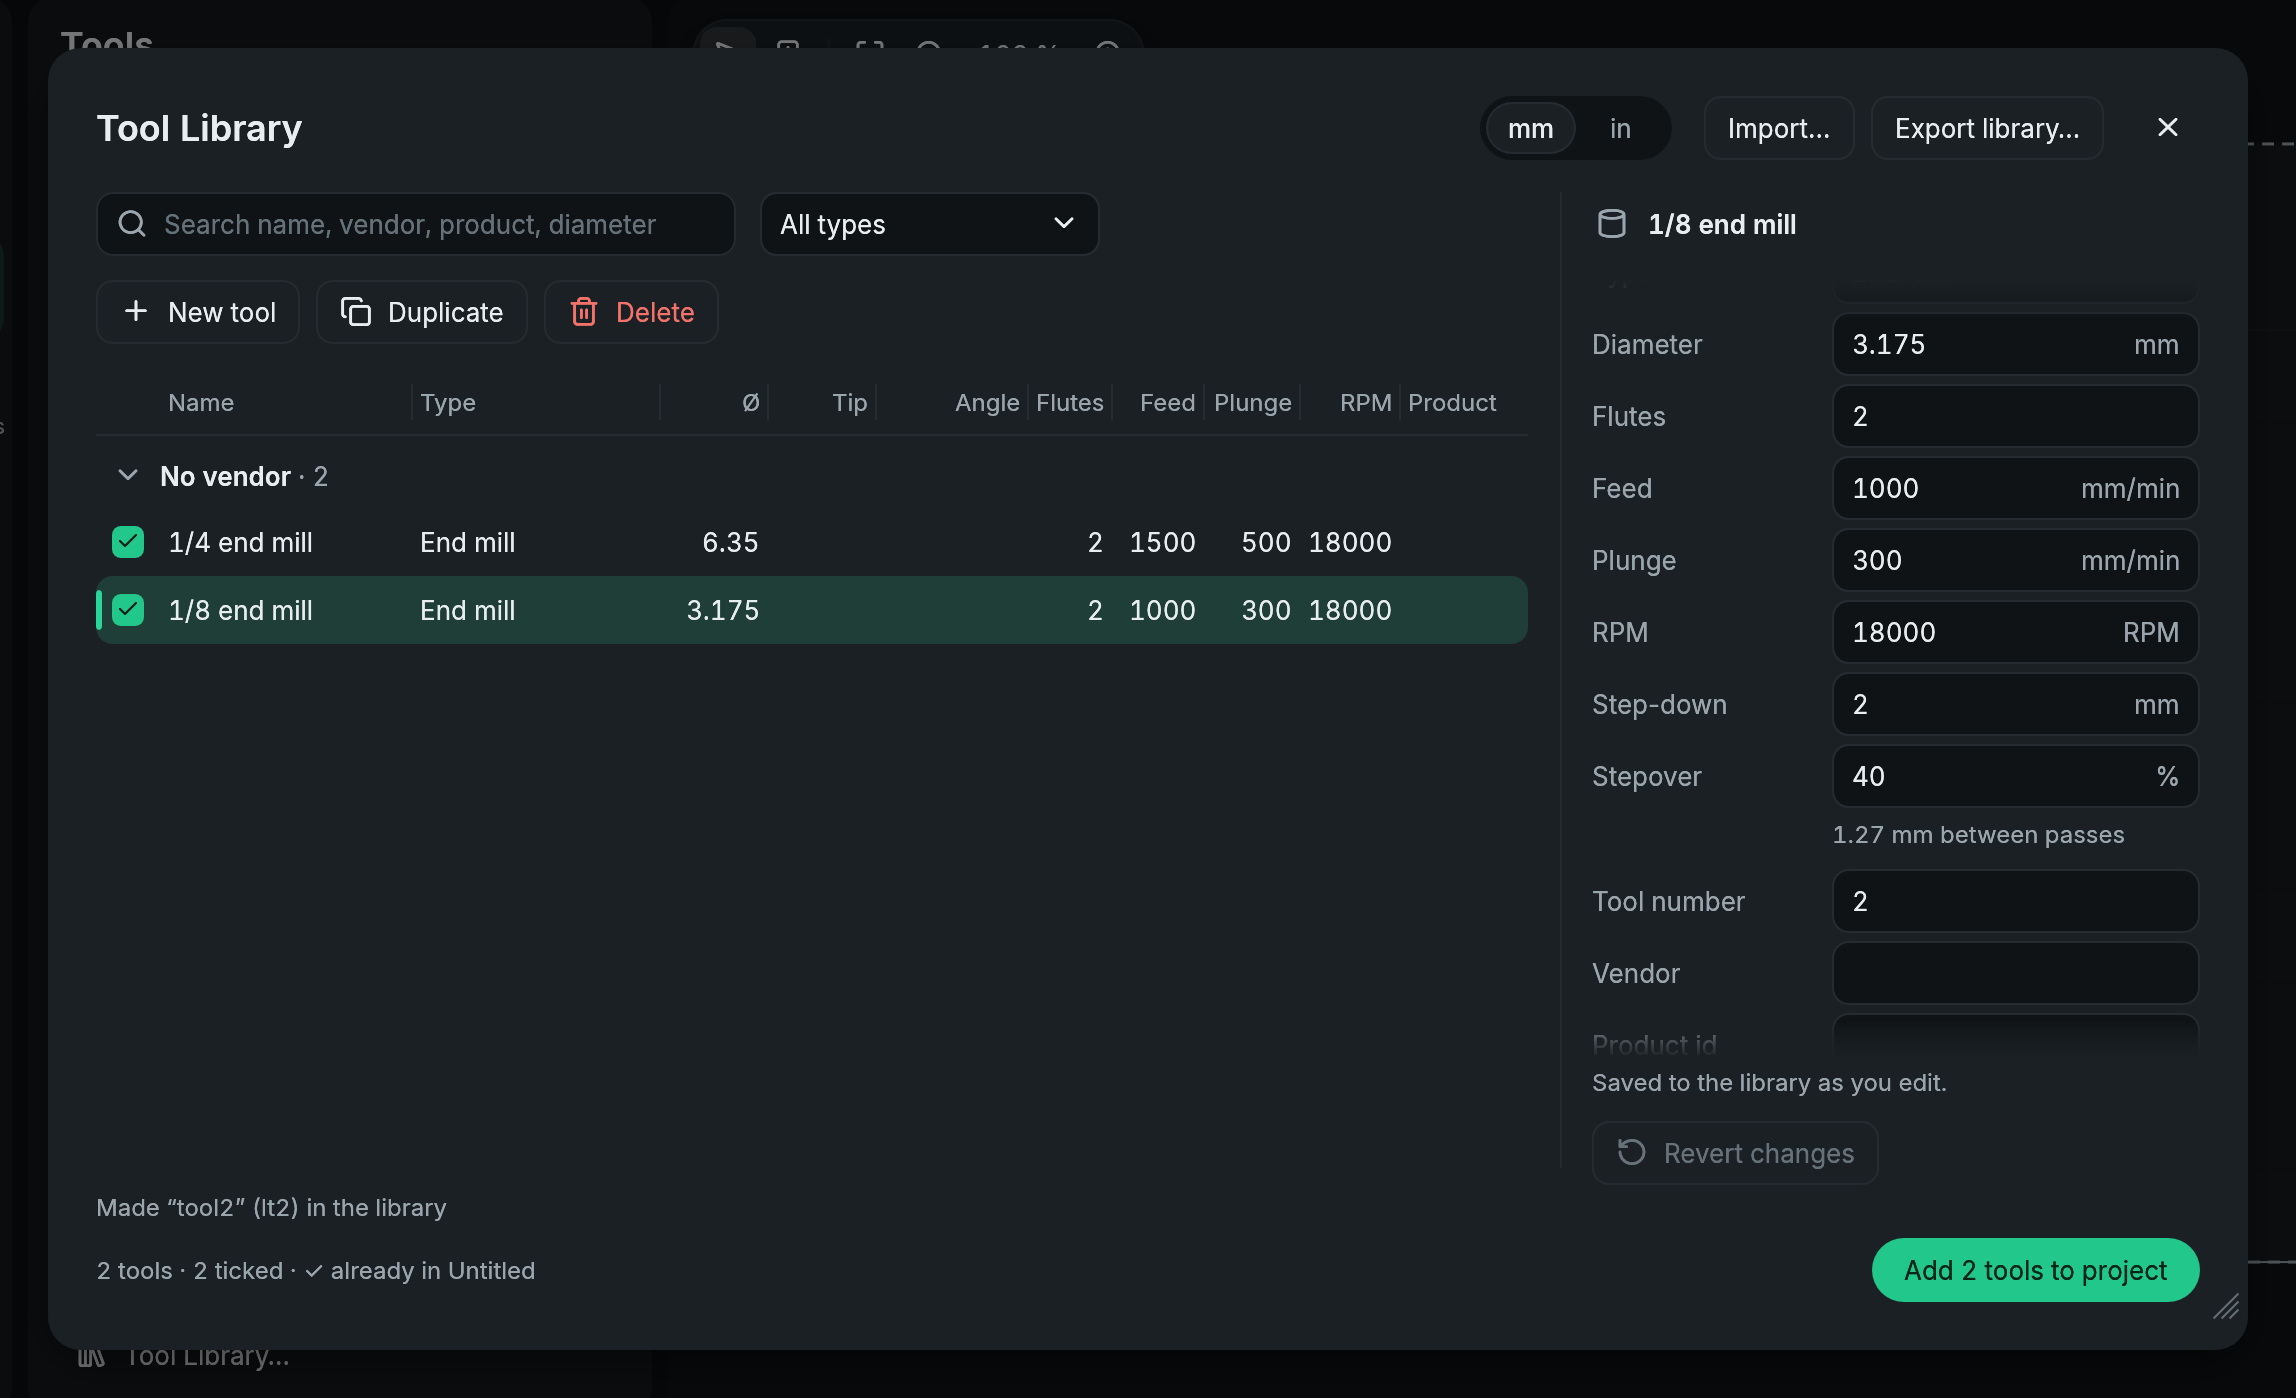 Tools
100 %
Tool Library
mm in Import... Export library...
Search name, vendor, product, diameter
All types
New tool Duplicate Delete
Name Type Ø Tip Angle Flutes Feed Plunge RPM Product
No vendor · 2
1/4 end mill End mill 6.35 2 1500 500 18000
1/8 end mill End mill 3.175 2 1000 300 18000
1/8 end mill
Diameter 3.175 mm
Flutes 2
Feed 1000 mm/min
Plunge 300 mm/min
RPM 18000 RPM
Step-down 2 mm
Stepover 40 %
1.27 mm between passes
Tool number 2
Vendor
Product id
Saved to the library as you edit.
Revert changes
Made “tool2” (lt2) in the library
2 tools · 2 ticked · ✓ already in Untitled
Add 2 tools to project
Tool Library...